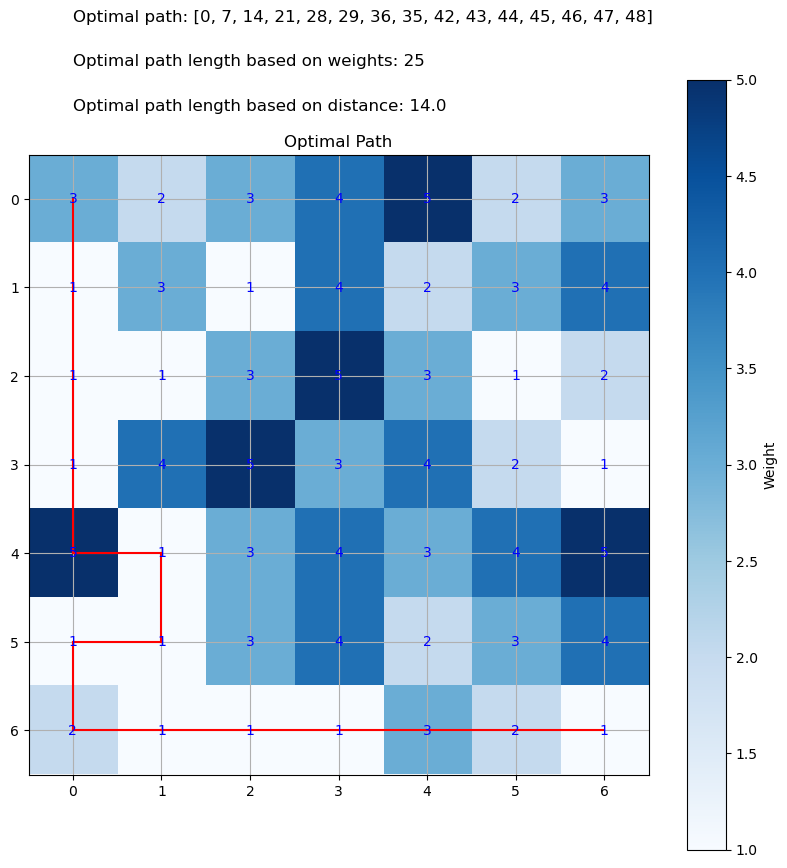 Optimal path: [0, 7, 14, 21, 28, 29, 36, 35, 42, 43, 44, 45, 46, 47, 48]
Optimal path length based on weights: 25
Optimal path length based on distance: 14.0
Optimal Path
0 3 2 3 4 5 2 3
1 1 3 1 4 2 3 4
2 1 1 3 5 3 1 2
3 1 4 5 3 4 2 1
4 5 1 3 4 3 4 5
5 1 1 3 4 2 3 4
6 2 1 1 1 3 2 1
0 1 2 3 4 5 6
5.0
4.5
4.0
3.5
3.0
2.5
2.0
1.5
1.0
Weight